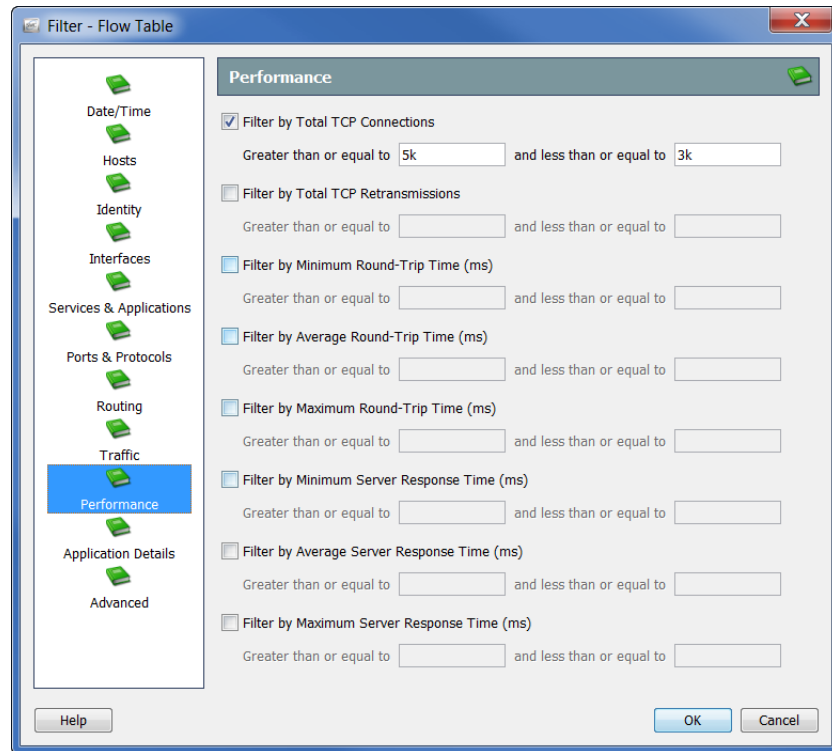 Filter - Flow Table
Date/Time
Hosts
Identity
Interfaces
Services & Applications
Ports & Protocols
Routing
Traffic
Performance
Application Details
Advanced
Performance
Filter by Total TCP Connections
Greater than or equal to 5k and less than or equal to 3k
Filter by Total TCP Retransmissions
Greater than or equal to and less than or equal to
Filter by Minimum Round-Trip Time (ms)
Greater than or equal to and less than or equal to
Filter by Average Round-Trip Time (ms)
Greater than or equal to and less than or equal to
Filter by Maximum Round-Trip Time (ms)
Greater than or equal to and less than or equal to
Filter by Minimum Server Response Time (ms)
Greater than or equal to and less than or equal to
Filter by Average Server Response Time (ms)
Greater than or equal to and less than or equal to
Filter by Maximum Server Response Time (ms)
Greater than or equal to and less than or equal to
Help OK Cancel